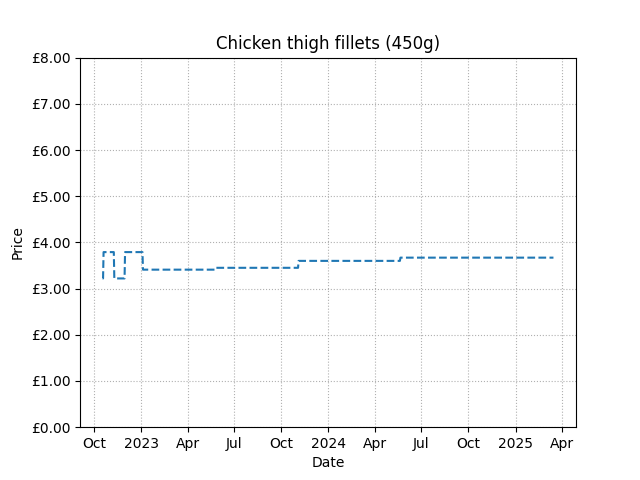 Chicken thigh fillets (450g)
£8.00
£7.00
£6.00
£5.00
£4.00
£3.00
£2.00
£1.00
£0.00
Price
Oct 2023 Apr Jul Oct 2024 Apr Jul Oct 2025 Apr
Date